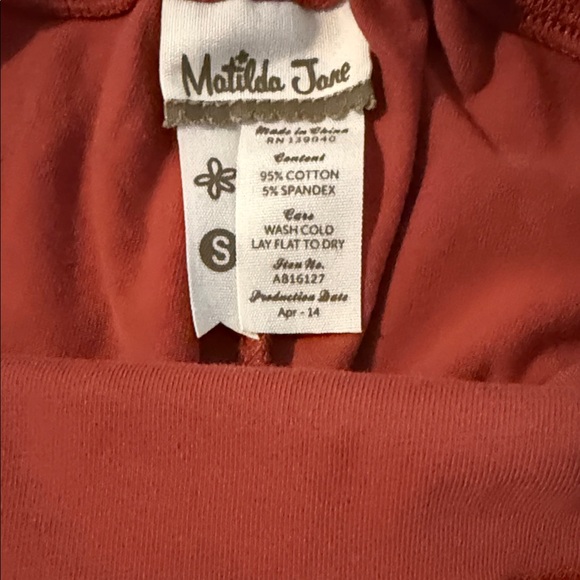 Matilda Jane
Made in China
RN 139040
Content
95% COTTON
5% SPANDEX
Care
WASH COLD
LAY FLAT TO DRY
Item No.
AB16127
Production Date
Apr - 14
S